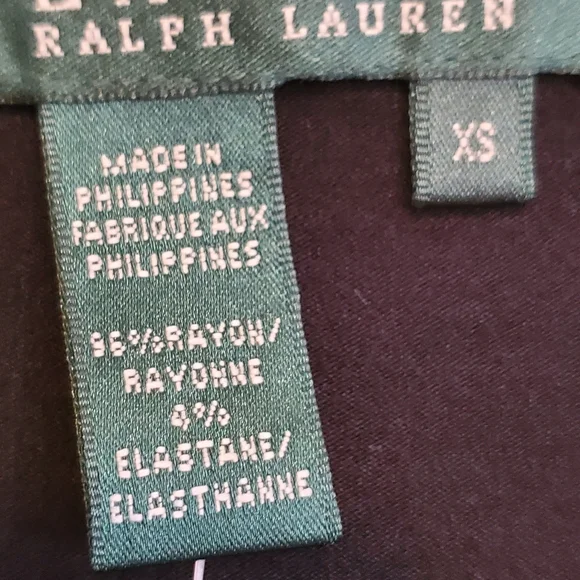 RALPH LAUREN
XS
MADE IN
PHILIPPINES
FABRIQUE AUX
PHILIPPINES
96%RAYON/
RAYONNE
4%
ELASTANE/
ELASTHANNE